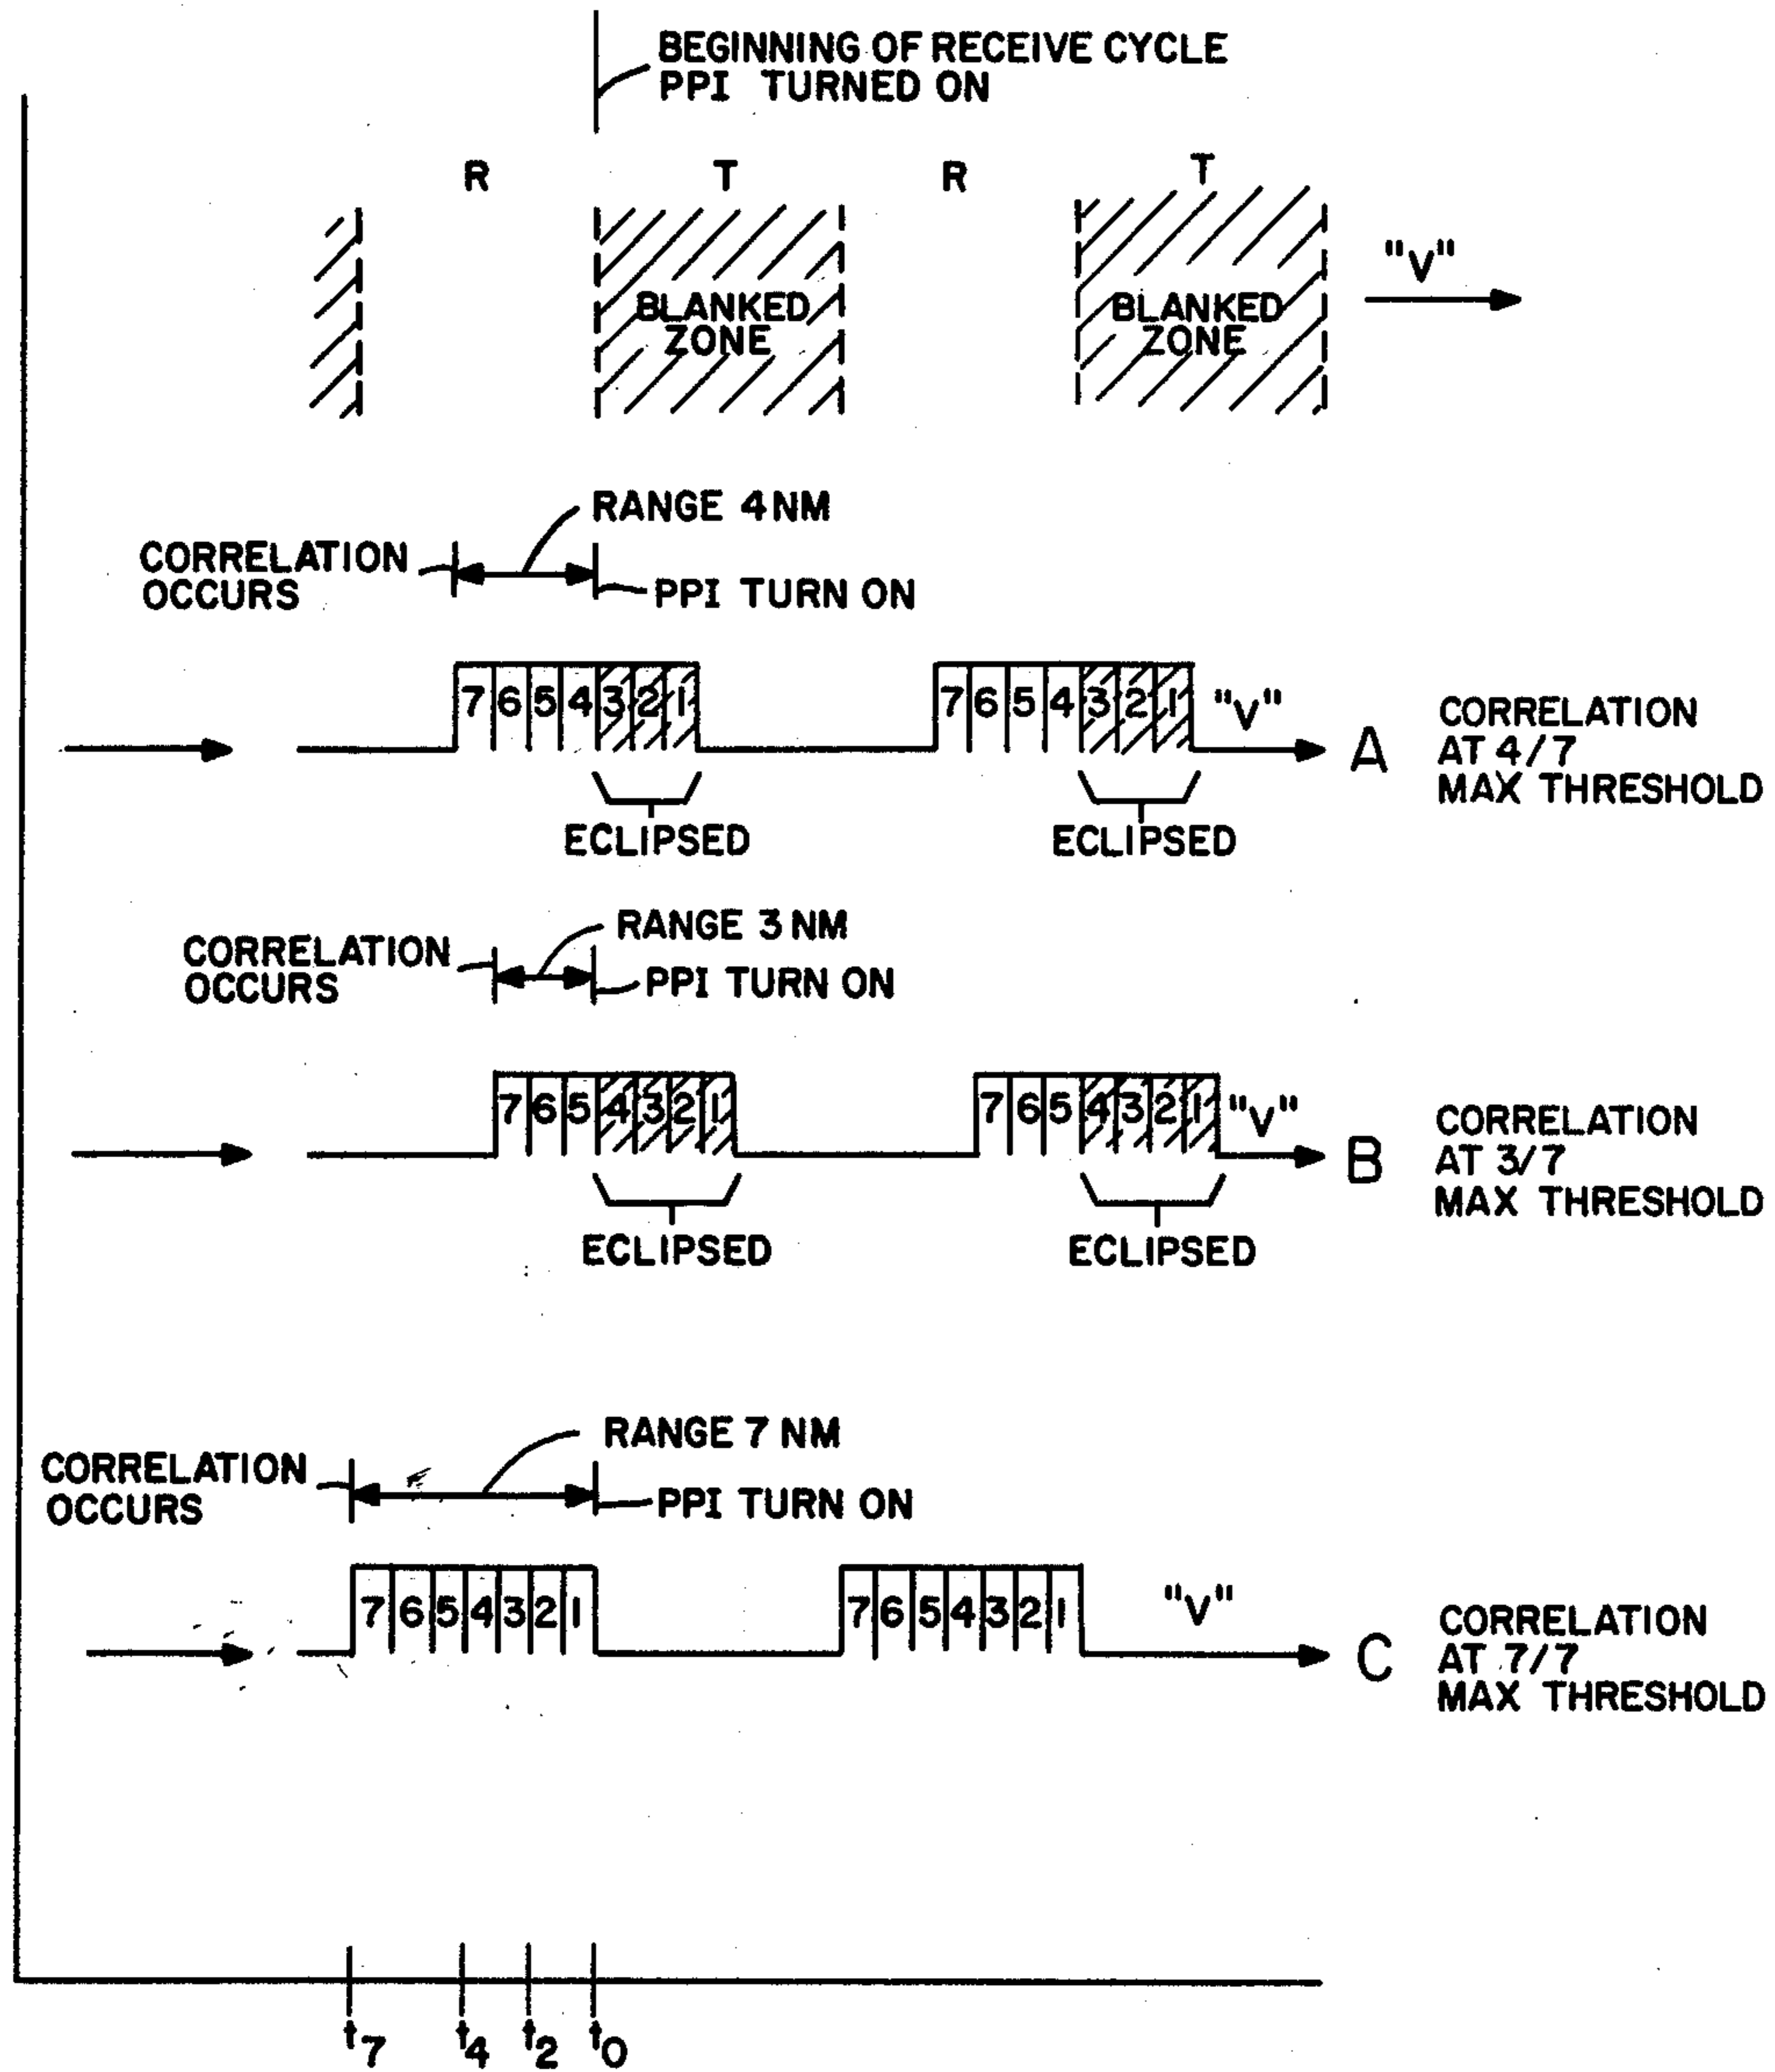 BEGINNING OF RECEIVE CYCLE
PPI TURNED ON
R T R T
BLANKED
ZONE
BLANKED
ZONE
"V"
RANGE 4 NM
CORRELATION
OCCURS
PPI TURN ON
7 6 5 4 3 2 1
7 6 5 4 3 2 1
"V"
A
CORRELATION
AT 4/7
MAX THRESHOLD
ECLIPSED
ECLIPSED
RANGE 3 NM
CORRELATION
OCCURS
PPI TURN ON
7 6 5 4 3 2 1
7 6 5 4 3 2 1
"V"
B
CORRELATION
AT 3/7
MAX THRESHOLD
ECLIPSED
ECLIPSED
RANGE 7 NM
CORRELATION
OCCURS
PPI TURN ON
7 6 5 4 3 2 1
7 6 5 4 3 2 1
"V"
C
CORRELATION
AT 7/7
MAX THRESHOLD
t7 t4 t2 t0